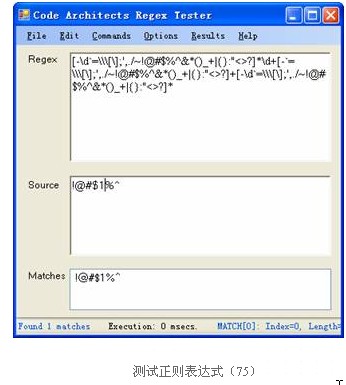 Code Architects Regex Tester
File Edit Commands Options Results Help
Regex
[-\d`=\\\[\];',./~!@#$%^&*()_+|{}:"<>?]*\d+[-`=
\\\[\];',./~!@#$%^&*()_+|{}:"<>?]+[-\d`=\\\[\];',./~!@#
$%^&*()_+|{}:"<>?]*
Source
!@#$1%^
Matches
!@#$1%^
Found 1 matches Execution: 0 msecs. MATCH[0]: Index=0, Length=
测试正则表达式（75）